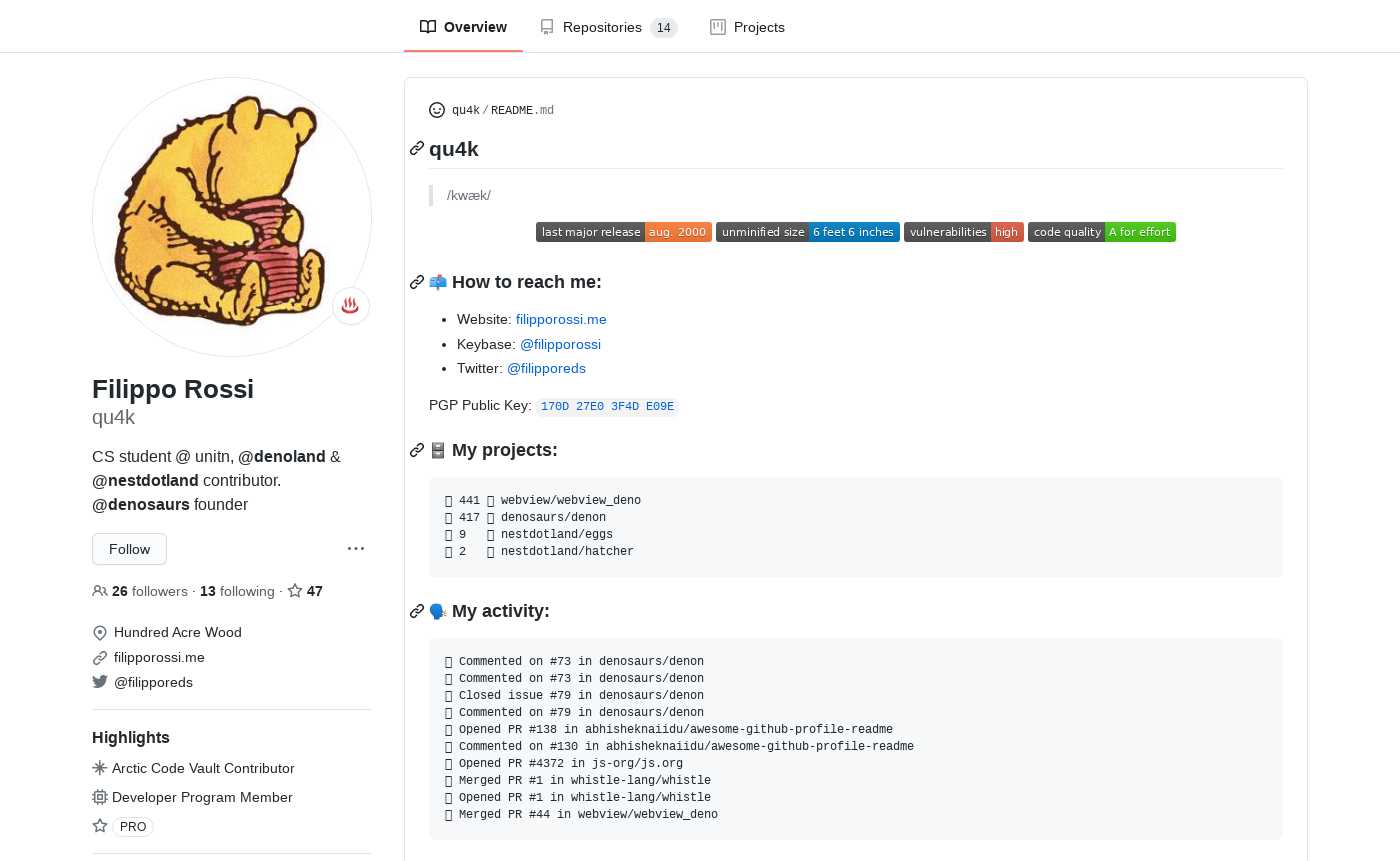 Overview
Repositories 14
Projects
qu4k/README.md
qu4k
/kwæk/
last major release aug. 2000
unminified size 6 feet 6 inches
vulnerabilities high
code quality A for effort
How to reach me:
Website: filipporossi.me
Keybase: @filipporossi
Twitter: @filipporeds
PGP Public Key: 170D 27E0 3F4D E09E
My projects:
441 webview/webview_deno
417 denosaurs/denon
9 nestdotland/eggs
2 nestdotland/hatcher
My activity:
Commented on #73 in denosaurs/denon
Commented on #73 in denosaurs/denon
Closed issue #79 in denosaurs/denon
Commented on #79 in denosaurs/denon
Opened PR #138 in abhisheknaiidu/awesome-github-profile-readme
Commented on #130 in abhisheknaiidu/awesome-github-profile-readme
Opened PR #4372 in js-org/js.org
Merged PR #1 in whistle-lang/whistle
Opened PR #1 in whistle-lang/whistle
Merged PR #44 in webview/webview_deno
Filippo Rossi
qu4k
CS student @ unitn, @denoland &
@nestdotland contributor.
@denosaurs founder
Follow
26 followers · 13 following · 47
Hundred Acre Wood
filipporossi.me
@filipporeds
Highlights
Arctic Code Vault Contributor
Developer Program Member
PRO